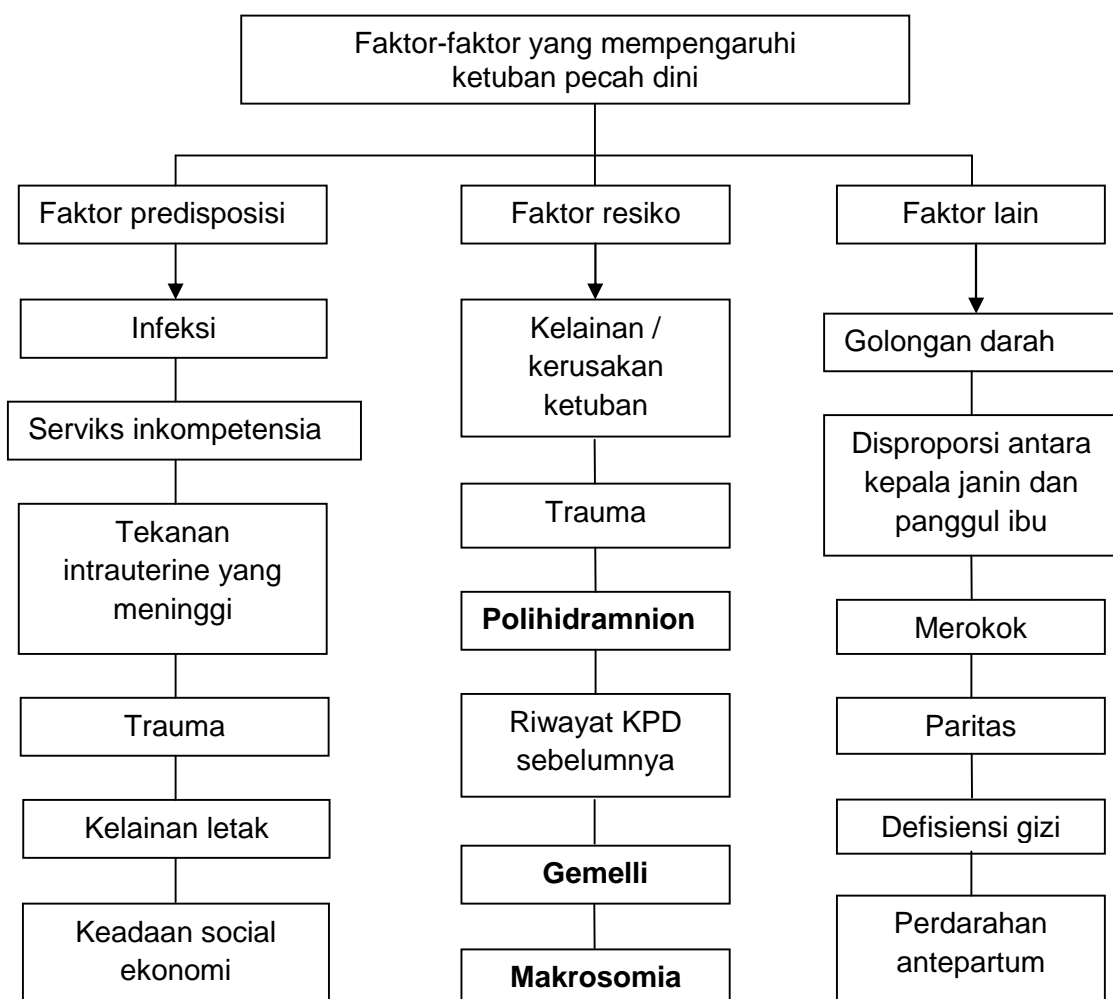 Faktor-faktor yang mempengaruhi
ketuban pecah dini
Faktor predisposisi
Infeksi
Serviks inkompetensia
Tekanan
intrauterine yang
meninggi
Trauma
Kelainan letak
Keadaan social
ekonomi
Faktor resiko
Kelainan /
kerusakan
ketuban
Trauma
Polihidramnion
Riwayat KPD
sebelumnya
Gemelli
Makrosomia
Faktor lain
Golongan darah
Disproporsi antara
kepala janin dan
panggul ibu
Merokok
Paritas
Defisiensi gizi
Perdarahan
antepartum